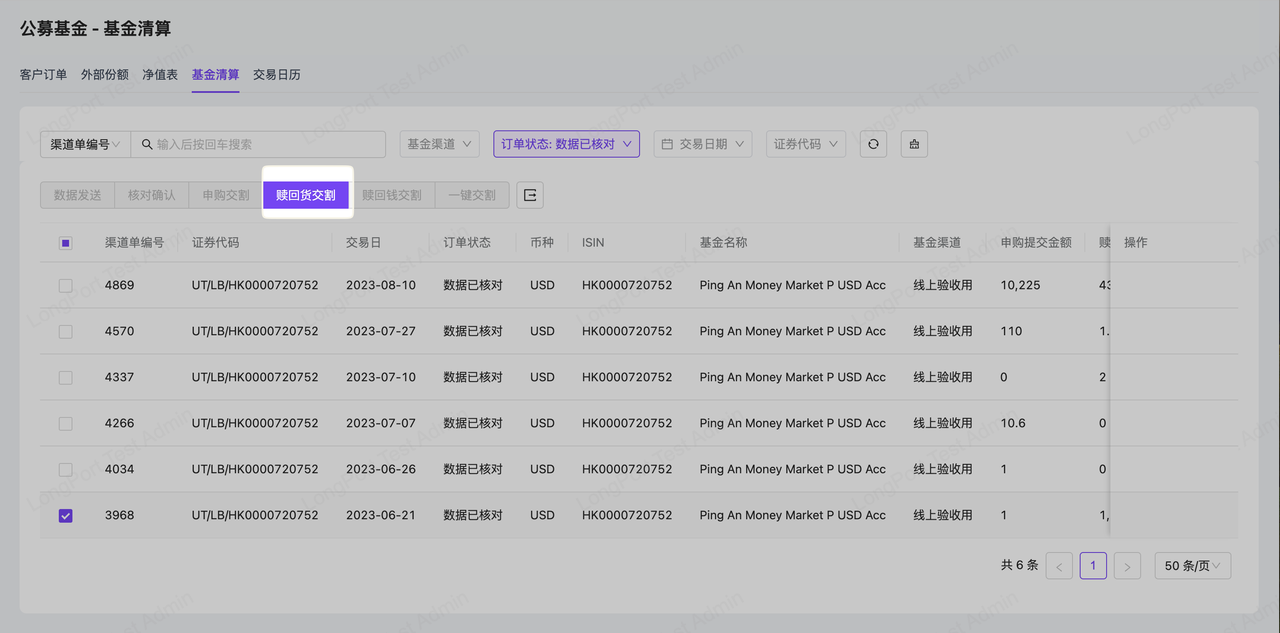 公募基金 - 基金清算
客户订单 外部份额 净值表 基金清算 交易日历
渠道单编号 输入后按回车搜索 基金渠道 订单状态: 数据已核对 交易日期 证券代码
数据发送 核对确认 申购交割 赎回货交割 赎回钱交割 一键交割
渠道单编号 证券代码 交易日 订单状态 币种 ISIN 基金名称 基金渠道 申购提交金额 赎 操作
4869 UT/LB/HK0000720752 2023-08-10 数据已核对 USD HK0000720752 Ping An Money Market P USD Acc 线上验收用 10,225 43
4570 UT/LB/HK0000720752 2023-07-27 数据已核对 USD HK0000720752 Ping An Money Market P USD Acc 线上验收用 110 1.
4337 UT/LB/HK0000720752 2023-07-10 数据已核对 USD HK0000720752 Ping An Money Market P USD Acc 线上验收用 0 2
4266 UT/LB/HK0000720752 2023-07-07 数据已核对 USD HK0000720752 Ping An Money Market P USD Acc 线上验收用 10.6 0
4034 UT/LB/HK0000720752 2023-06-26 数据已核对 USD HK0000720752 Ping An Money Market P USD Acc 线上验收用 1 0
3968 UT/LB/HK0000720752 2023-06-21 数据已核对 USD HK0000720752 Ping An Money Market P USD Acc 线上验收用 1 1,
共 6 条 < 1 > 50 条/页
LongPort Test Admin